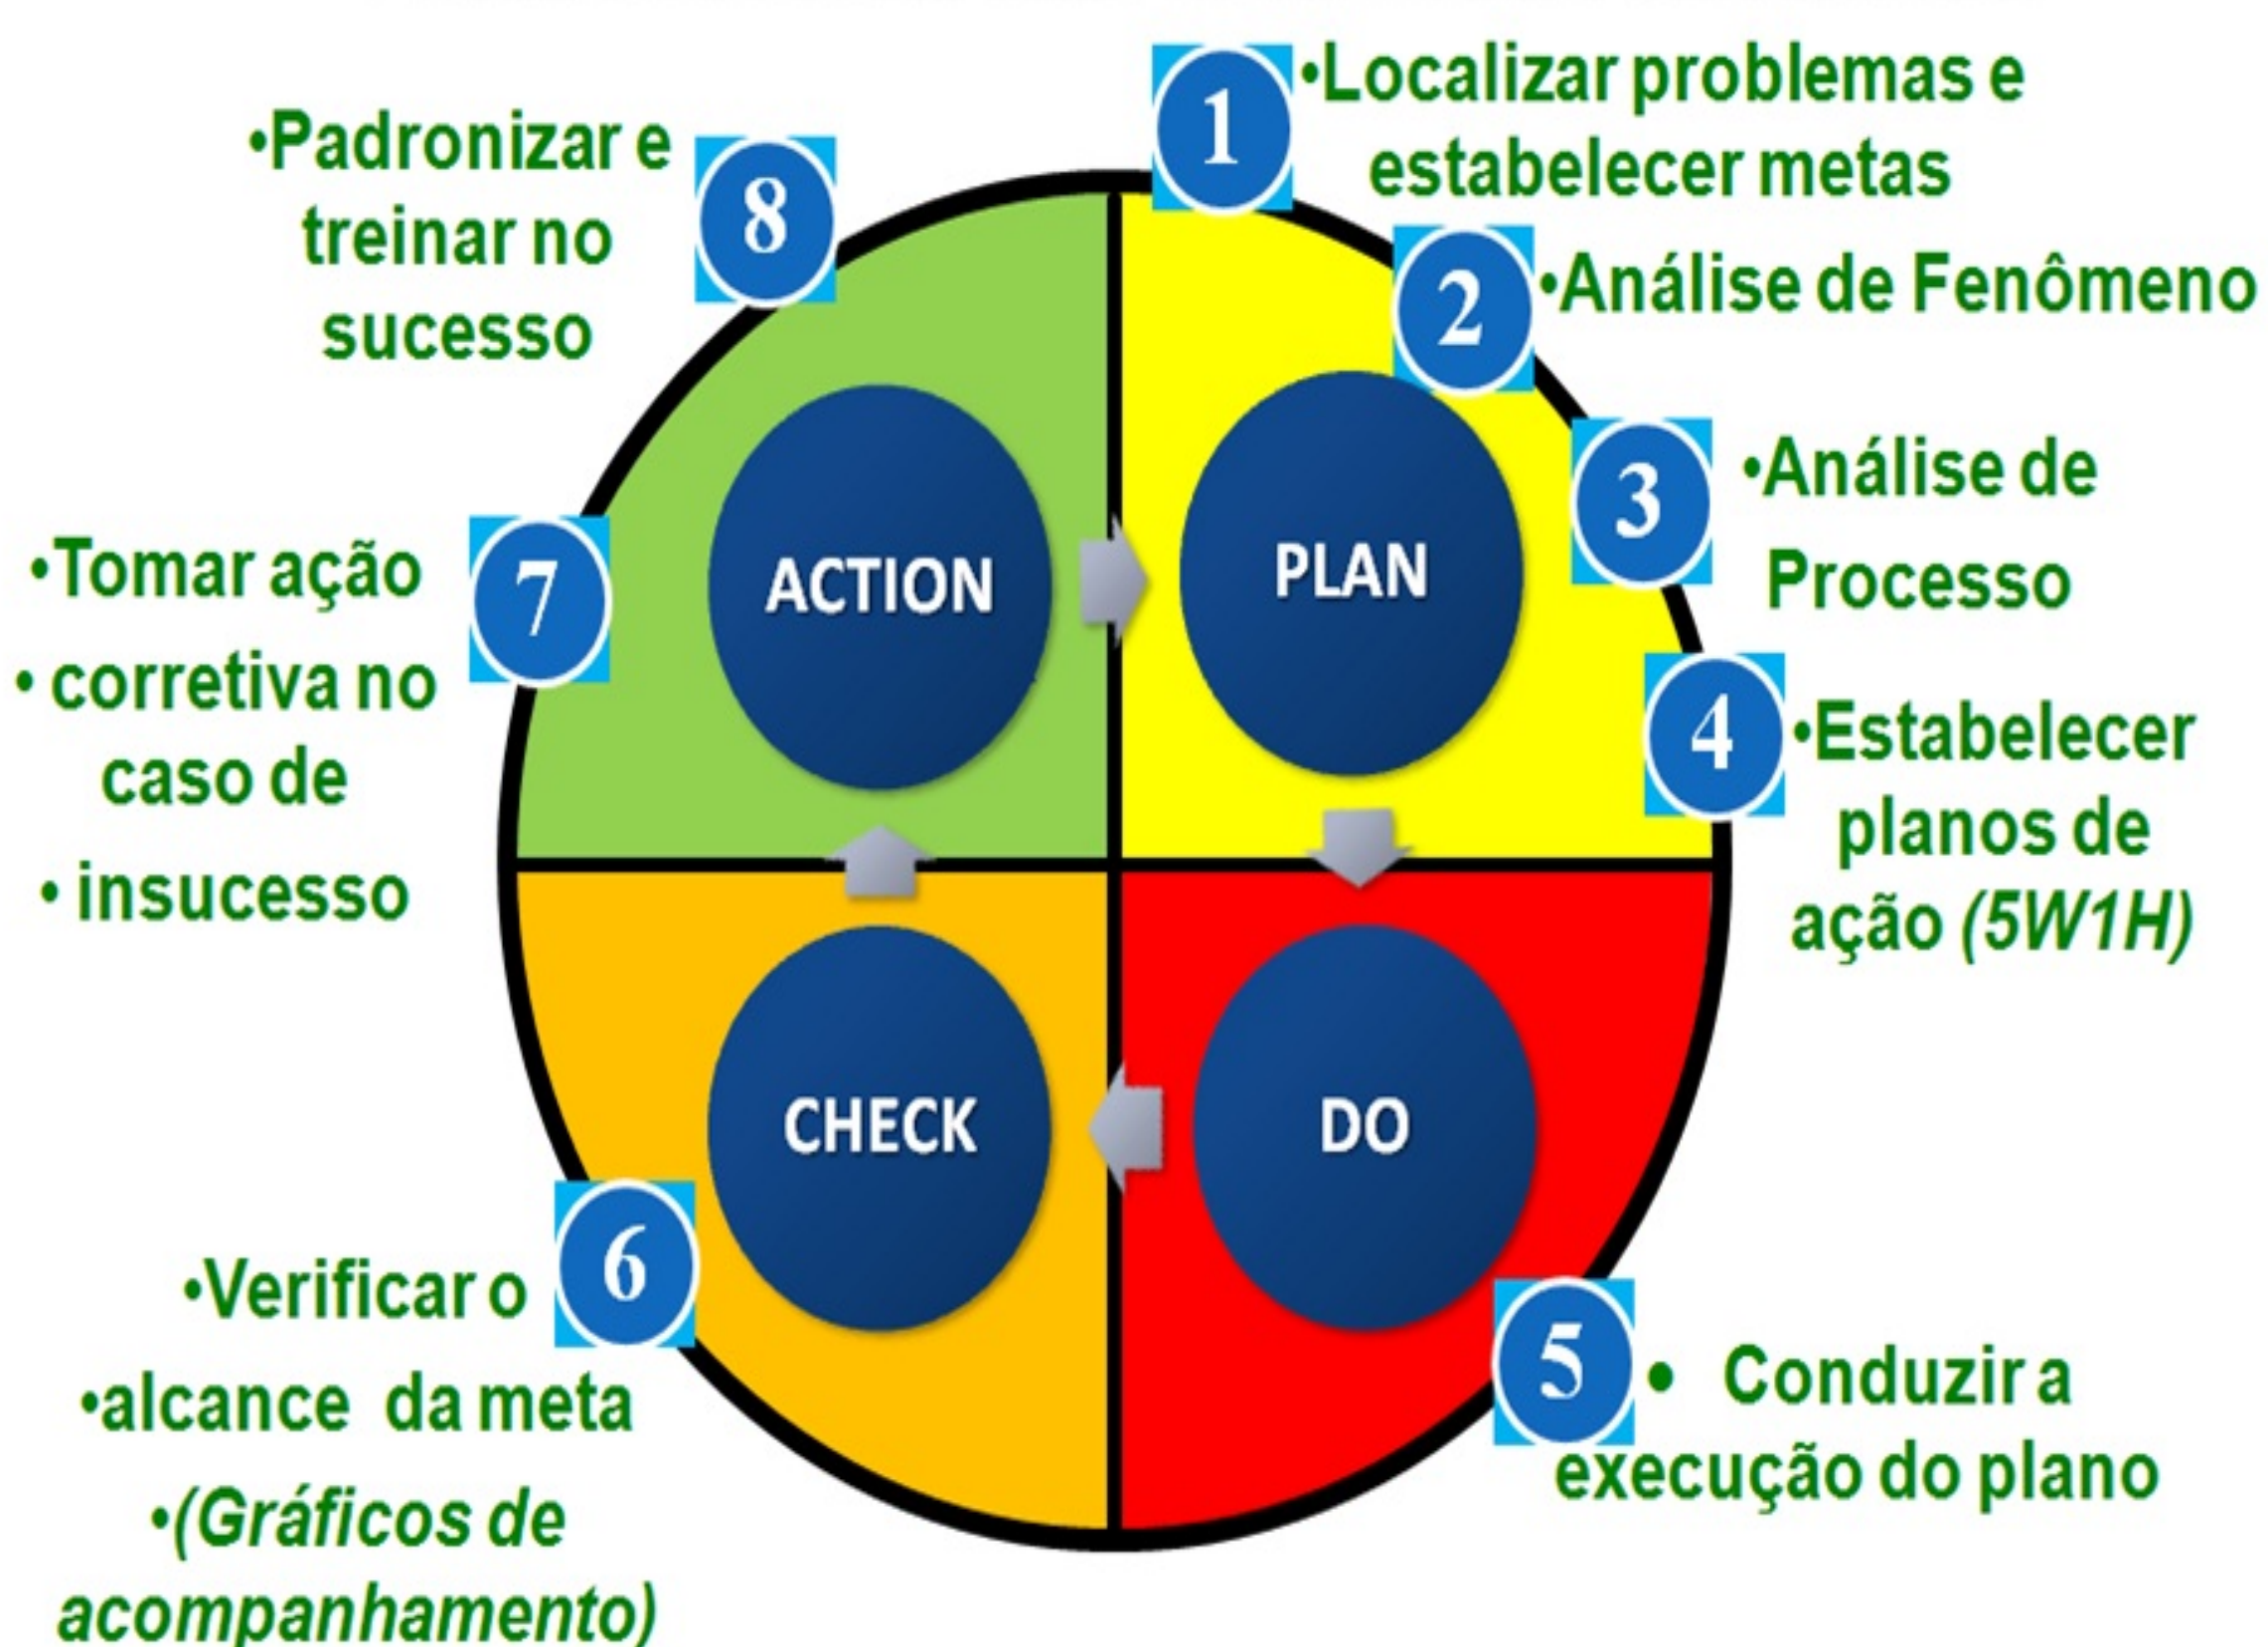 1
•Localizar problemas e
estabelecer metas
2
•Análise de Fenômeno
3
•Análise de
Processo
4
•Estabelecer
planos de
ação (5W1H)
PLAN
DO
5
• Conduzir a
execução do plano
CHECK
6
•Verificar o
•alcance da meta
•(Gráficos de
acompanhamento)
ACTION
7
•Tomar ação
• corretiva no
caso de
• insucesso
8
•Padronizar e
treinar no
sucesso